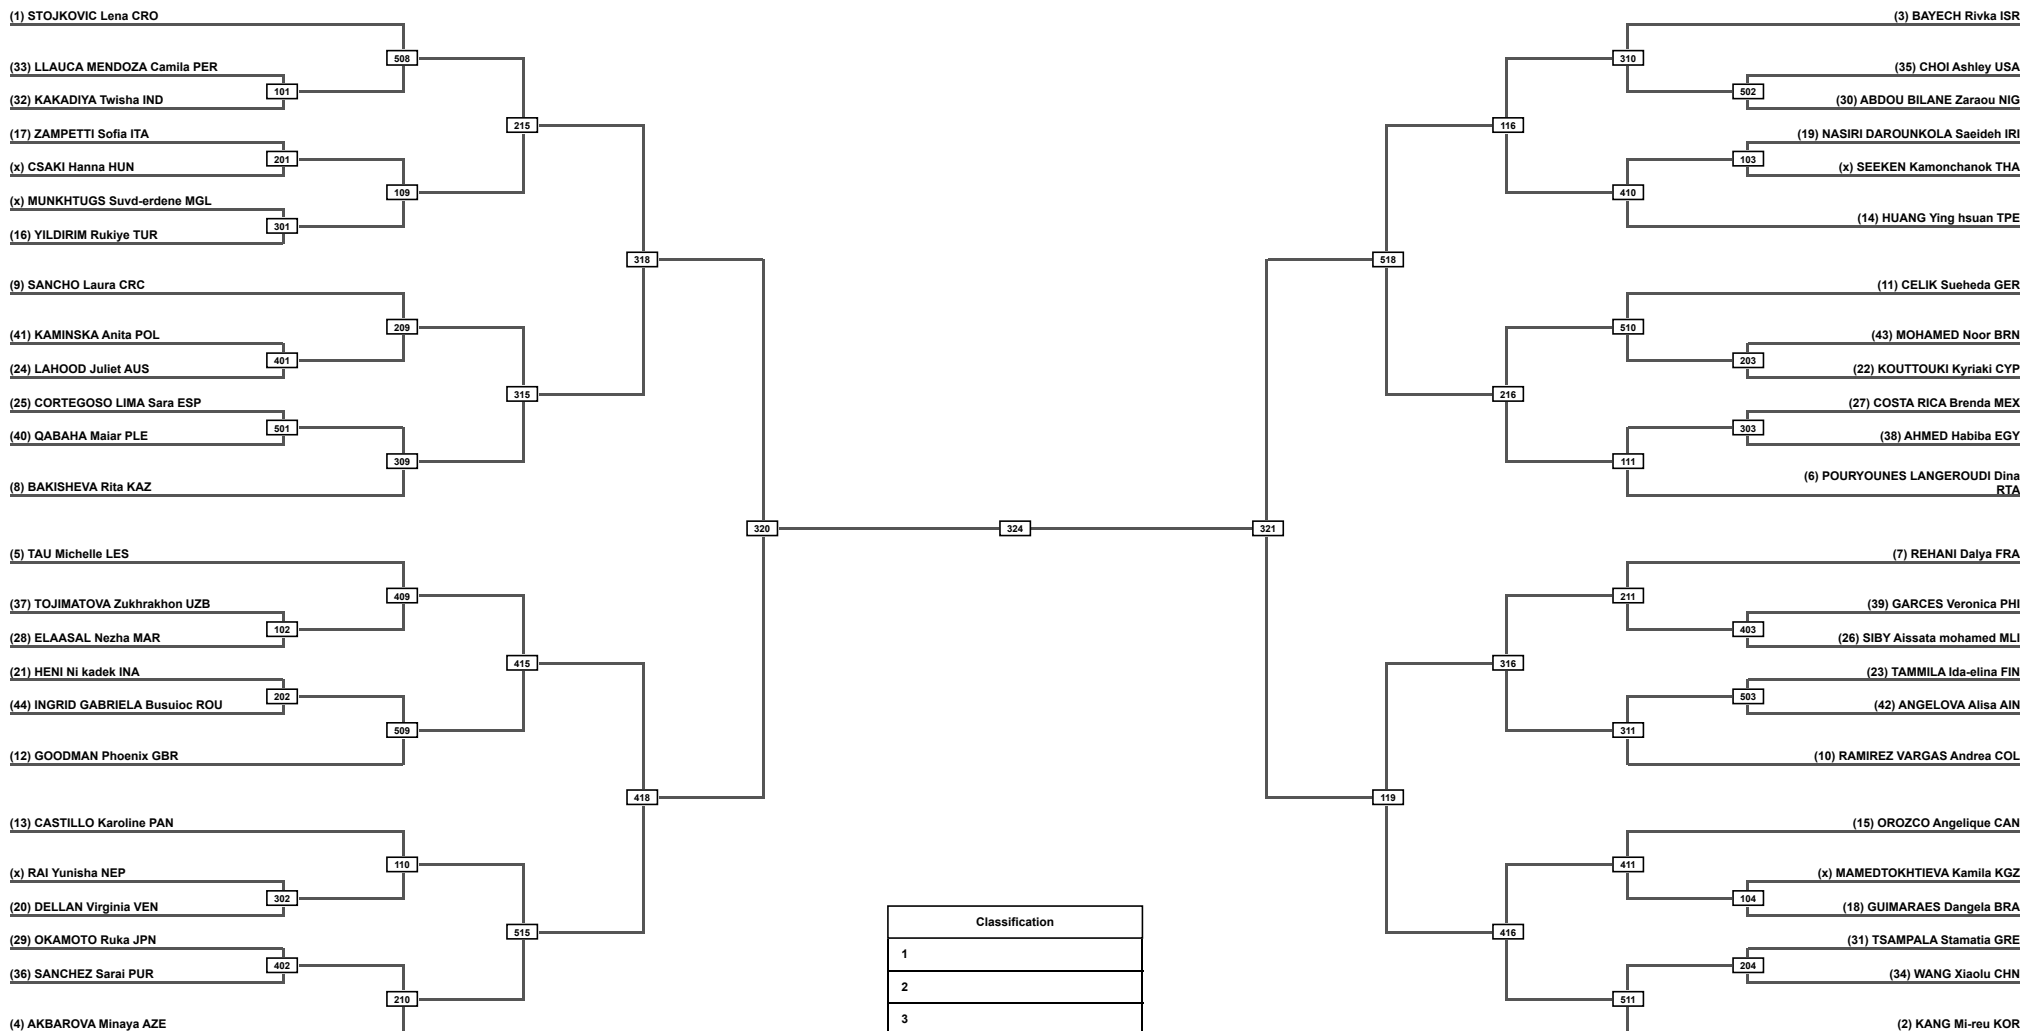 (1) STOJKOVIC Lena CRO
508
(33) LLAUCA MENDOZA Camila PER
101
(32) KAKADIYA Twisha IND
215
(17) ZAMPETTI Sofia ITA
201
(x) CSAKI Hanna HUN
109
(x) MUNKHTUGS Suvd-erdene MGL
301
(16) YILDIRIM Rukiye TUR
318
(9) SANCHO Laura CRC
209
(41) KAMINSKA Anita POL
401
(24) LAHOOD Juliet AUS
315
(25) CORTEGOSO LIMA Sara ESP
501
(40) QABAHA Maiar PLE
309
(8) BAKISHEVA Rita KAZ
320
(5) TAU Michelle LES
409
(37) TOJIMATOVA Zukhrakhon UZB
102
(28) ELAASAL Nezha MAR
415
(21) HENI Ni kadek INA
202
(44) INGRID GABRIELA Busuioc ROU
509
(12) GOODMAN Phoenix GBR
418
(13) CASTILLO Karoline PAN
110
(x) RAI Yunisha NEP
302
(20) DELLAN Virginia VEN
515
(29) OKAMOTO Ruka JPN
402
(36) SANCHEZ Sarai PUR
210
(4) AKBAROVA Minaya AZE
324
Classification
1
2
3
(3) BAYECH Rivka ISR
310
(35) CHOI Ashley USA
502
(30) ABDOU BILANE Zaraou NIG
116
(19) NASIRI DAROUNKOLA Saeideh IRI
103
(x) SEEKEN Kamonchanok THA
410
(14) HUANG Ying hsuan TPE
518
(11) CELIK Sueheda GER
510
(43) MOHAMED Noor BRN
203
(22) KOUTTOUKI Kyriaki CYP
216
(27) COSTA RICA Brenda MEX
303
(38) AHMED Habiba EGY
111
(6) POURYOUNES LANGEROUDI Dina
RTA
321
(7) REHANI Dalya FRA
211
(39) GARCES Veronica PHI
403
(26) SIBY Aissata mohamed MLI
316
(23) TAMMILA Ida-elina FIN
503
(42) ANGELOVA Alisa AIN
311
(10) RAMIREZ VARGAS Andrea COL
119
(15) OROZCO Angelique CAN
411
(x) MAMEDTOKHTIEVA Kamila KGZ
104
(18) GUIMARAES Dangela BRA
416
(31) TSAMPALA Stamatia GRE
204
(34) WANG Xiaolu CHN
511
(2) KANG Mi-reu KOR